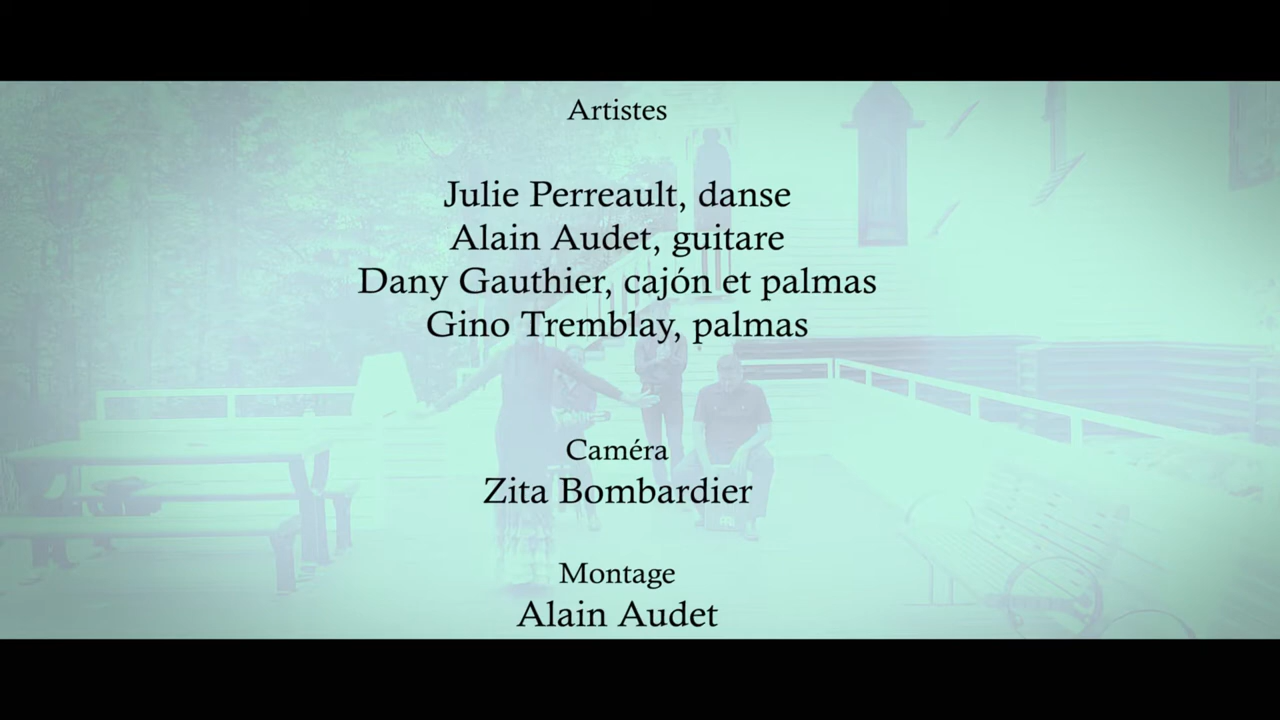 Artistes
Julie Perreault, danse
Alain Audet, guitare
Dany Gauthier, cajón et palmas
Gino Tremblay, palmas
Caméra
Zita Bombardier
Montage
Alain Audet